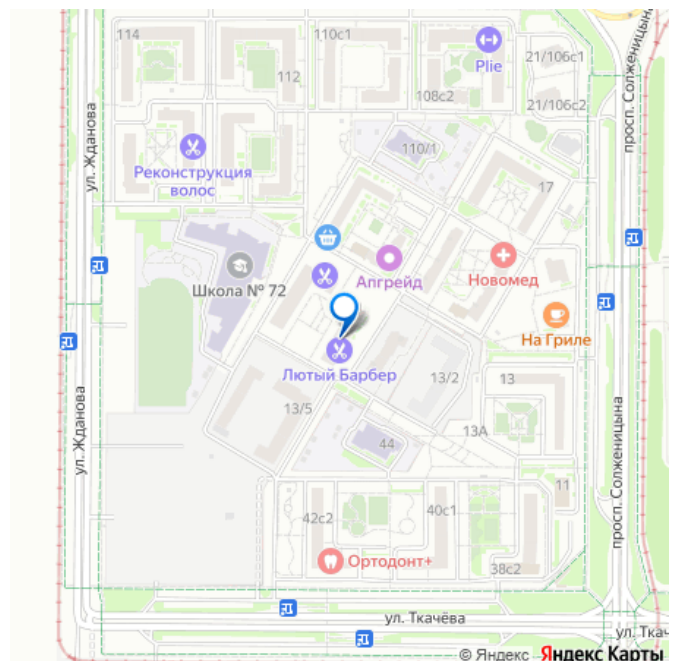 114
110с1
Plie
112
21/106с1
108с2
21/106с2
просп. Солженицына
ул. Жданова
110/1
Реконструкция
волос
17
Школа № 72
Апгрейд
Новомед
На Гриле
Лютый Барбер
13/2
13
13/5
13А
44
ул. Жданова
просп. Солженицына
11
42с2
40с1
Ортодонт+
38с2
ул. Ткачёва
ул. Ткач
© Яндекс Яндекс Карты